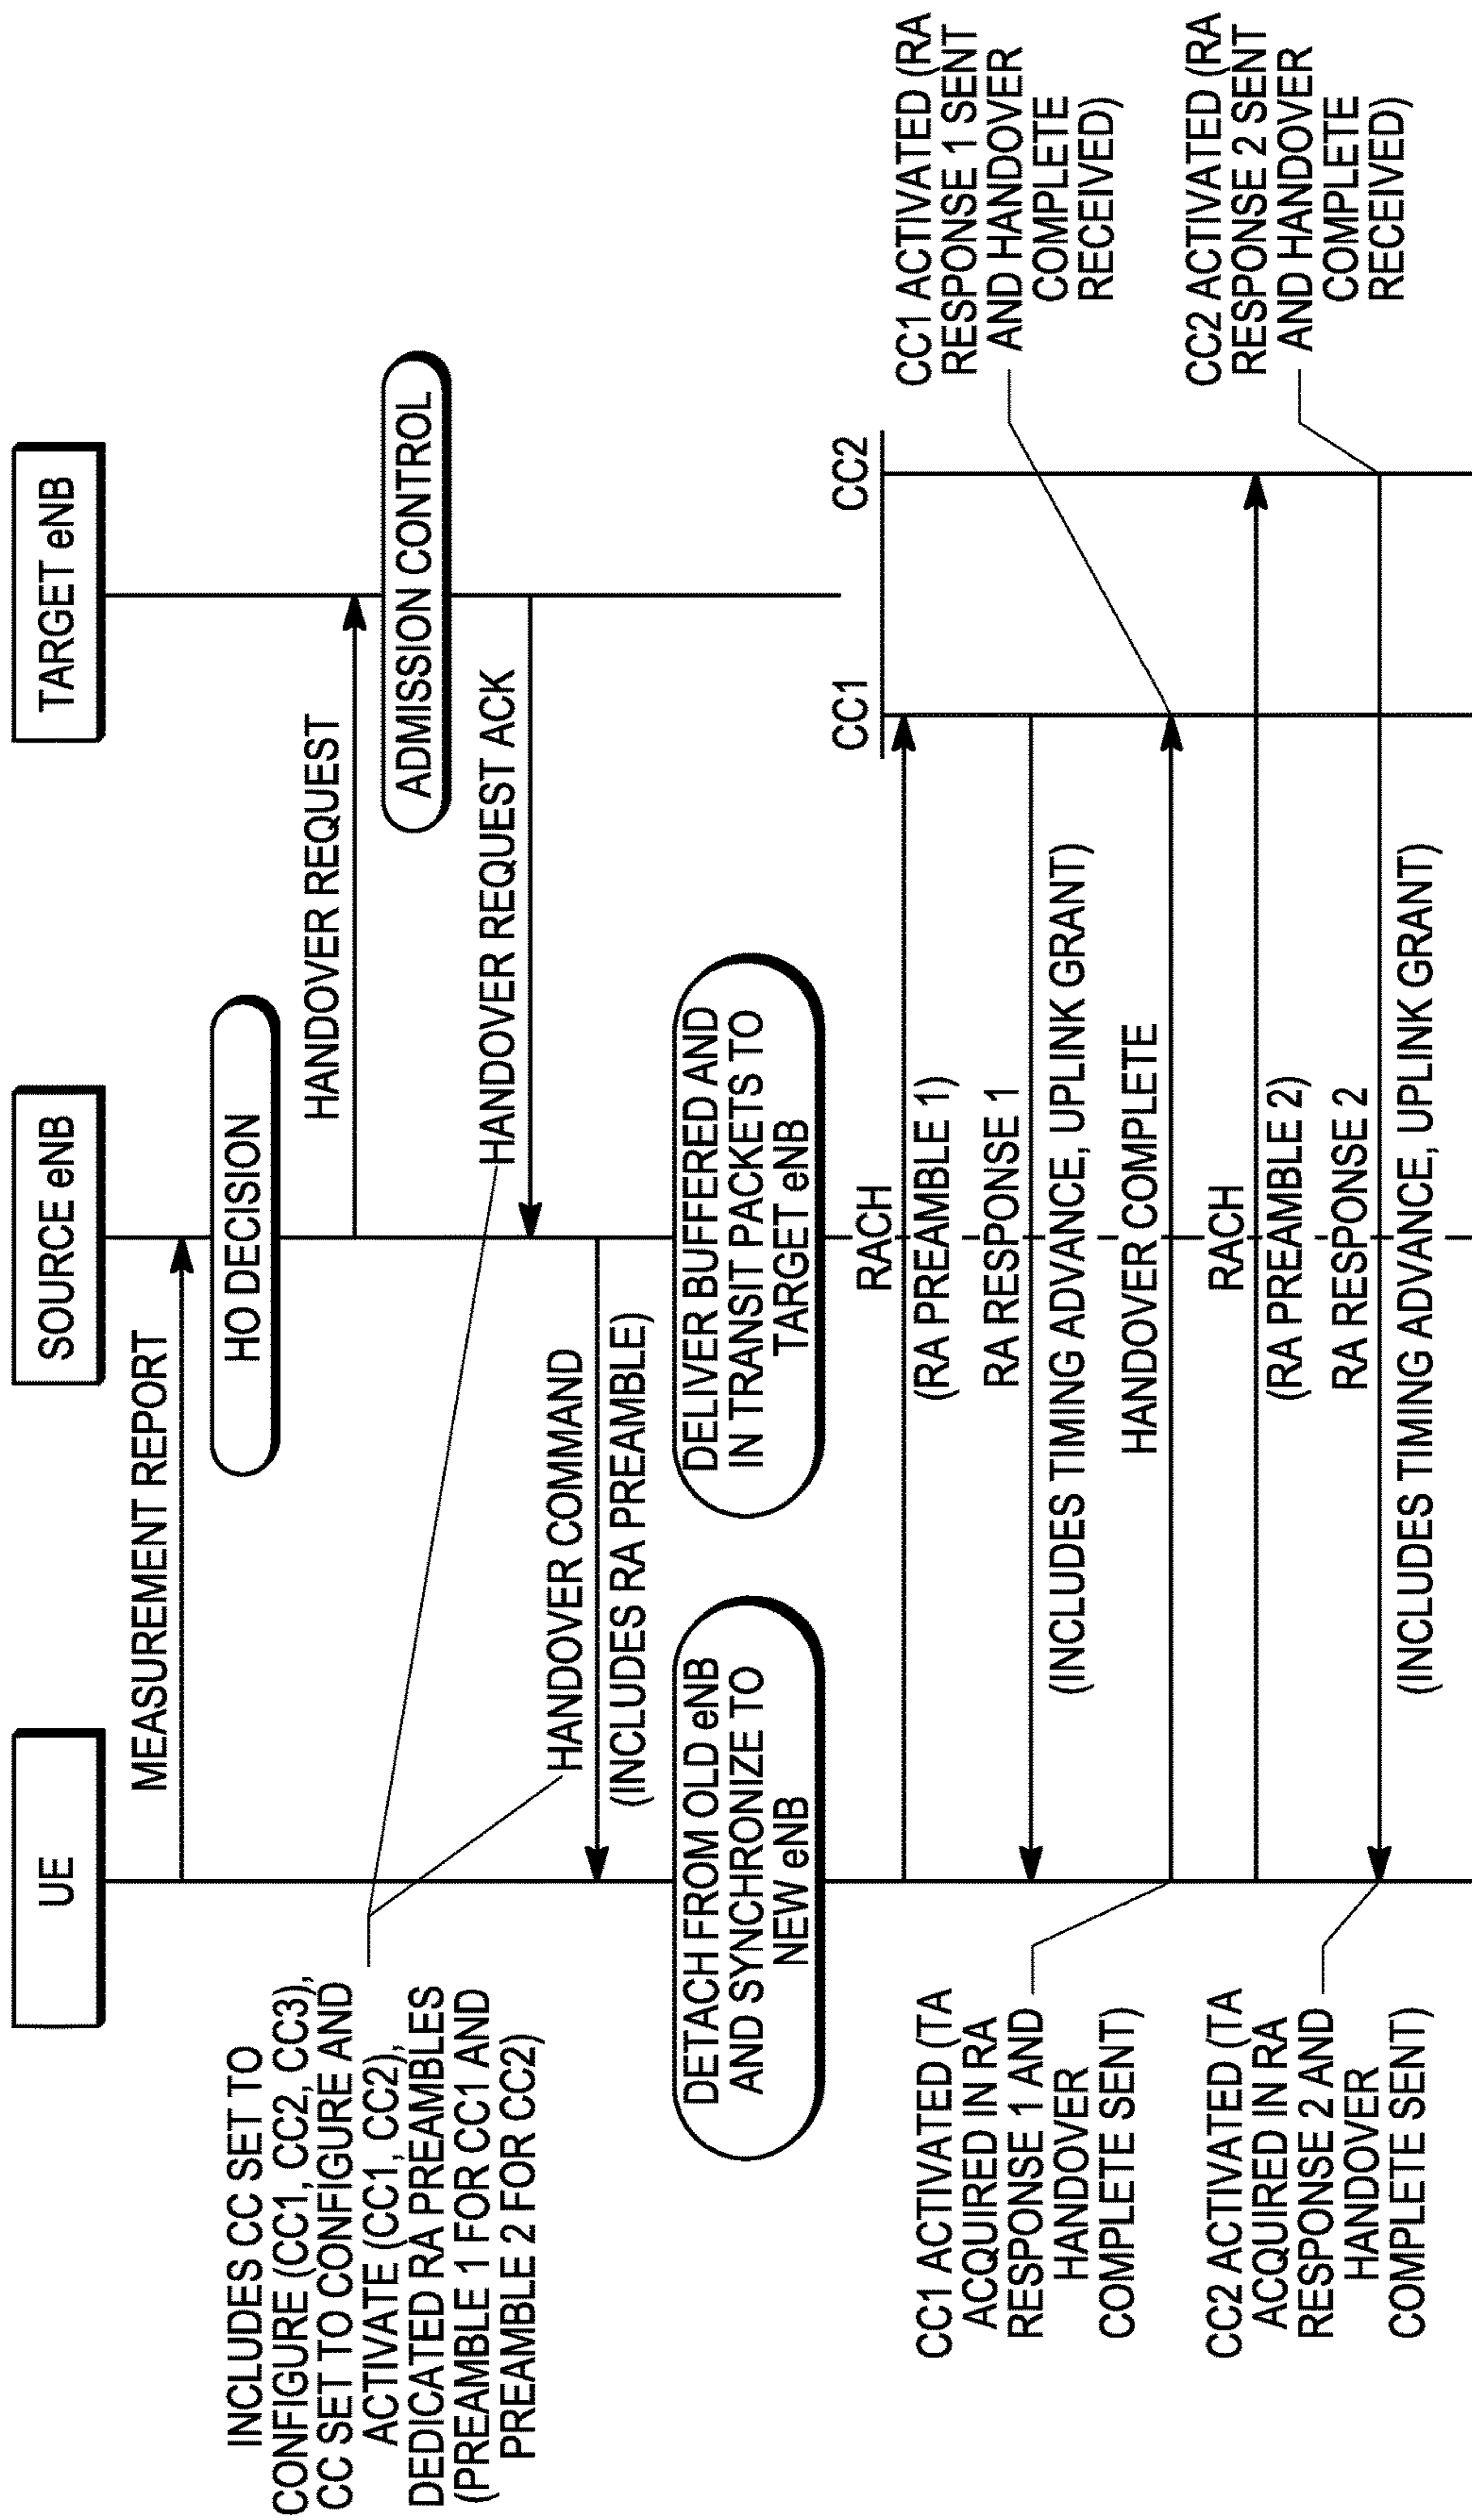 UE
SOURCE eNB
TARGET eNB
MEASUREMENT REPORT
HO DECISION
HANDOVER REQUEST
ADMISSION CONTROL
HANDOVER REQUEST ACK
INCLUDES CC SET TO
CONFIGURE (CC1, CC2, CC3),
CC SET TO CONFIGURE AND
ACTIVATE (CC1, CC2),
DEDICATED RA PREAMBLES
(PREAMBLE 1 FOR CC1 AND
PREAMBLE 2 FOR CC2)
HANDOVER COMMAND
(INCLUDES RA PREAMBLE)
DETACH FROM OLD eNB
AND SYNCHRONIZE TO
NEW eNB
DELIVER BUFFERED AND
IN TRANSIT PACKETS TO
TARGET eNB
CC1
CC2
RACH
(RA PREAMBLE 1)
RA RESPONSE 1
(INCLUDES TIMING ADVANCE, UPLINK GRANT)
HANDOVER COMPLETE
CC1 ACTIVATED (TA
ACQUIRED IN RA
RESPONSE 1 AND
HANDOVER
COMPLETE SENT)
CC1 ACTIVATED (RA
RESPONSE 1 SENT
AND HANDOVER
COMPLETE
RECEIVED)
RACH
(RA PREAMBLE 2)
RA RESPONSE 2
(INCLUDES TIMING ADVANCE, UPLINK GRANT)
CC2 ACTIVATED (TA
ACQUIRED IN RA
RESPONSE 2 AND
HANDOVER
COMPLETE SENT)
CC2 ACTIVATED (RA
RESPONSE 2 SENT
AND HANDOVER
COMPLETE
RECEIVED)